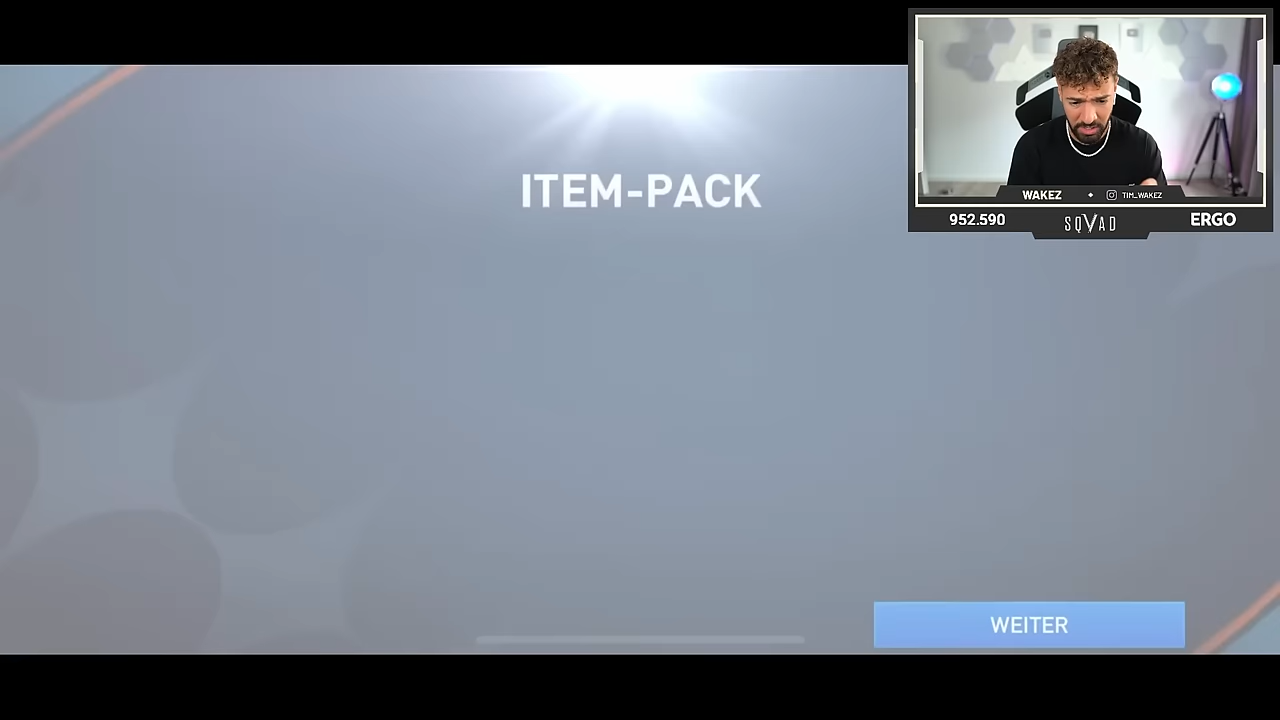 WAKEZ
TIM_WAKEZ
952.590
SQVAD
ERGO
ITEM-PACK
WEITER